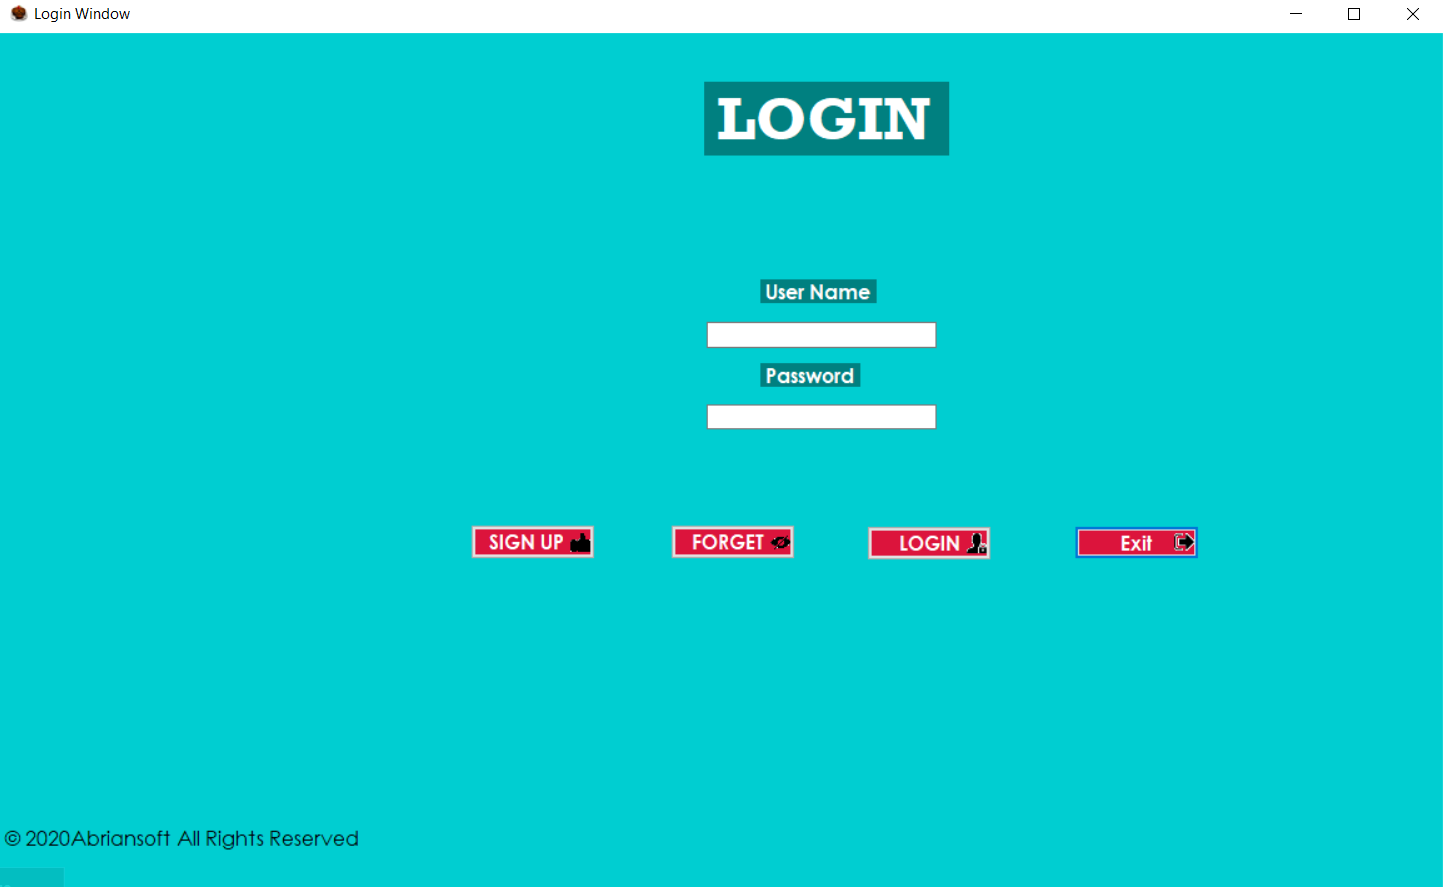 Login Window
LOGIN
User Name
Password
SIGN UP
FORGET
LOGIN
Exit
© 2020Abriansoft All Rights Reserved